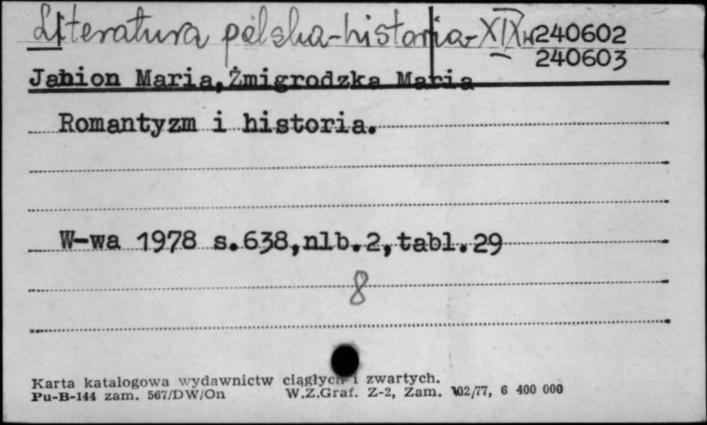 Literatura polska-historia-XIXw 240602
240603
Janion Maria,Żmigrodzka Maria
Romantyzm i historia.
W-wa 1978 s.638,nlb.2,tabl.29
8
Karta katalogowa wydawnictw ciągłych i zwartych.
Pu-B-144 zam. 567/DW/On W.Z.Graf. Z-2, Zam. 102/77, 6 400 000